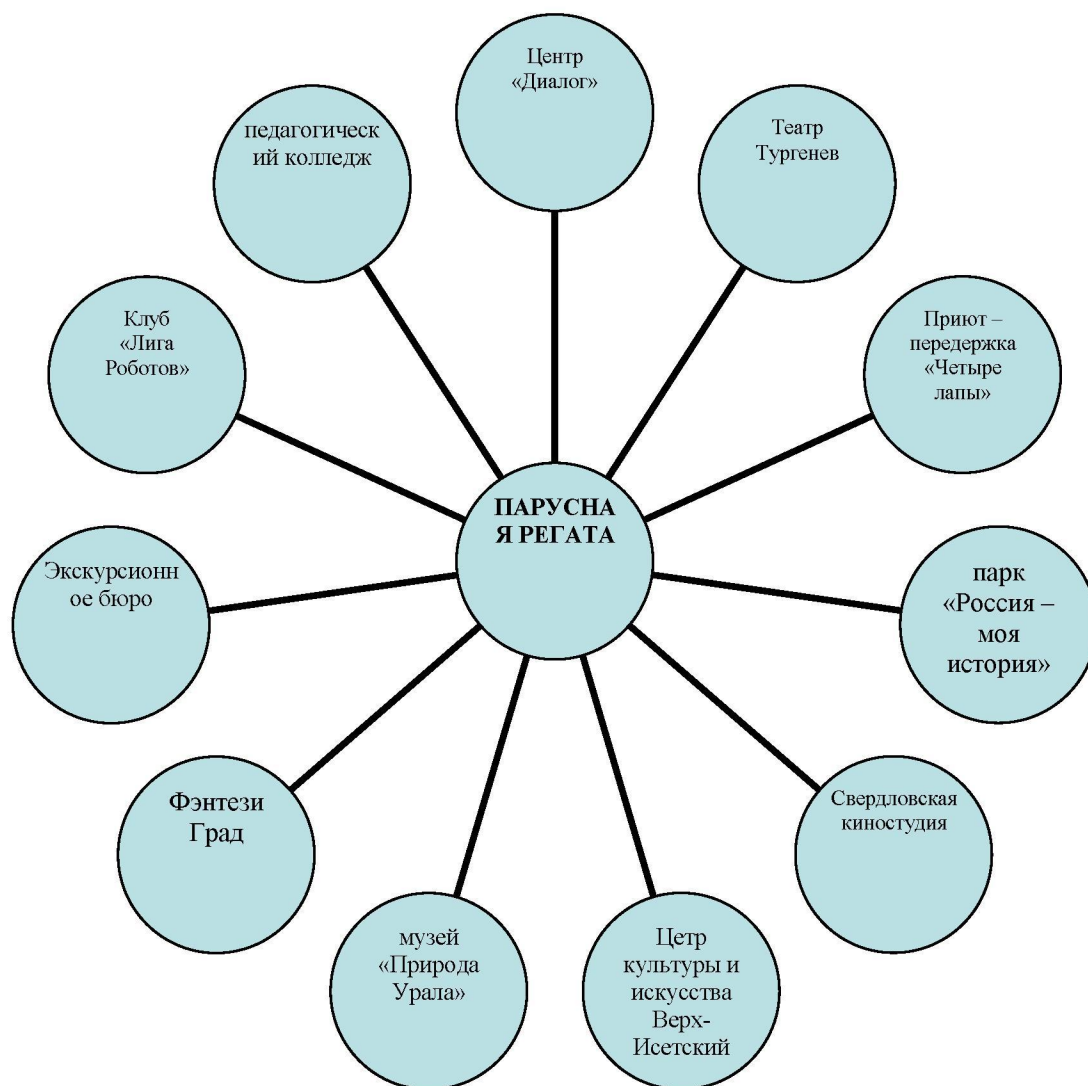 Центр
«Диалог»
Театр
Тургенев
Приют –
передержка
«Четыре
лапы»
парк
«Россия –
моя
история»
Свердловская
киностудия
Цетр
культуры и
искусства
Верх-
Исетский
музей
«Природа
Урала»
Фэнтези
Град
Экскурсионн
ое бюро
Клуб
«Лига
Роботов»
педагогическ
ий колледж
ПАРУСНА
Я РЕГАТА